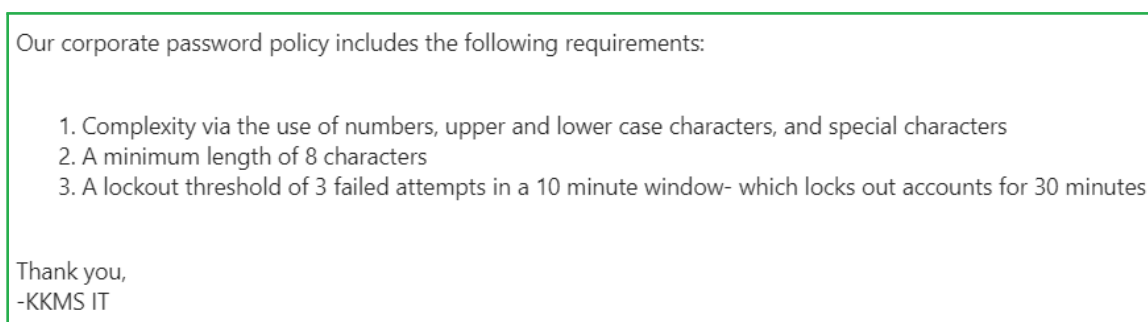 Our corporate password policy includes the following requirements:
1. Complexity via the use of numbers, upper and lower case characters, and special characters
2. A minimum length of 8 characters
3. A lockout threshold of 3 failed attempts in a 10 minute window- which locks out accounts for 30 minutes
Thank you,
-KKMS IT